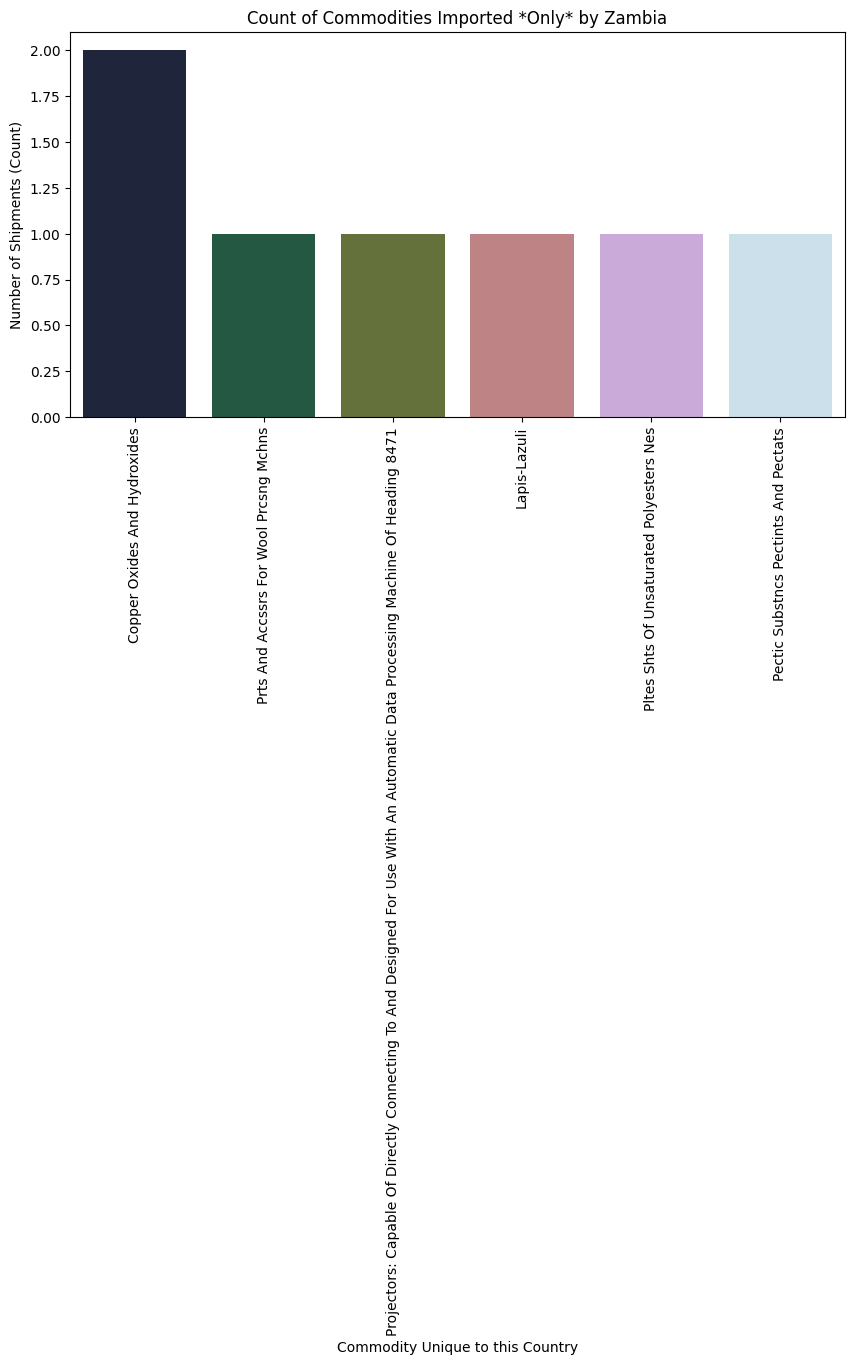 Count of Commodities Imported *Only* by Zambia
Number of Shipments (Count)
2.00
1.75
1.50
1.25
1.00
0.75
0.50
0.25
0.00
Copper Oxides And Hydroxides
Prts And Accssrs For Wool Prcsng Mchns
Projectors: Capable Of Directly Connecting To And Designed For Use With An Automatic Data Processing Machine Of Heading 8471
Lapis-Lazuli
Pltes Shts Of Unsaturated Polyesters Nes
Pectic Substncs Pectints And Pectats
Commodity Unique to this Country